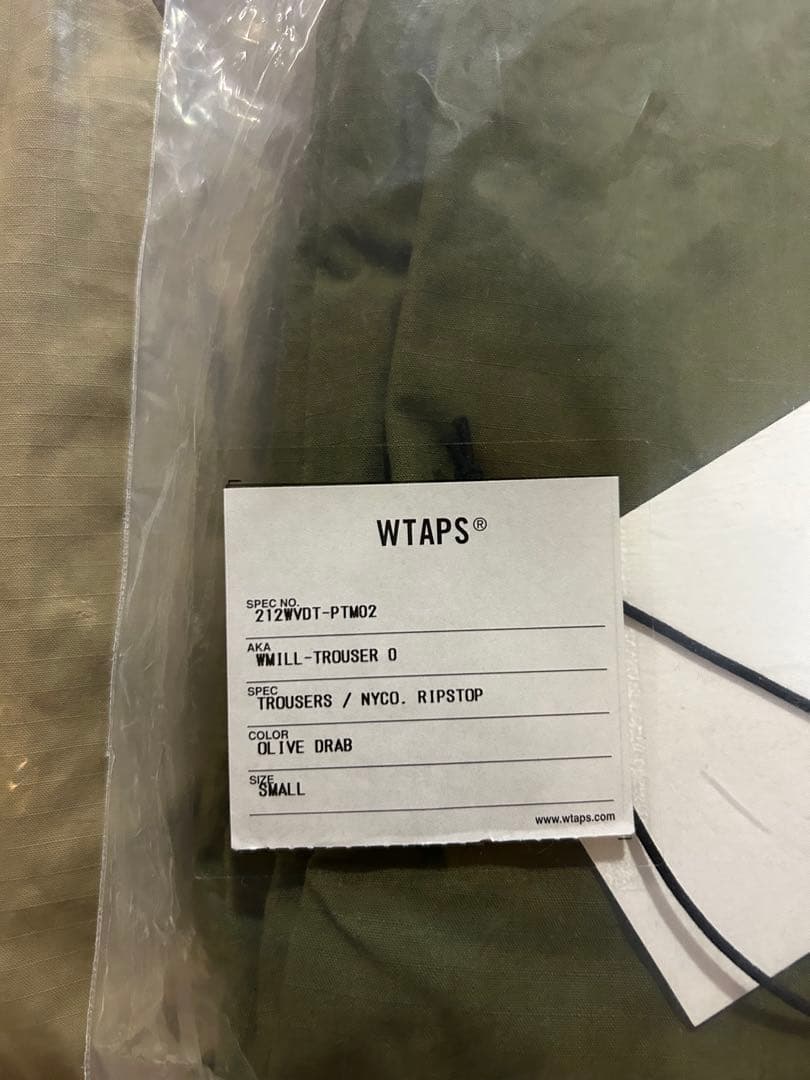 WTAPS®
SPEC NO.
212WVDT-PTM02
AKA
WMILL-TROUSER 0
SPEC
TROUSERS / NYCO. RIPSTOP
COLOR
OLIVE DRAB
SIZE
SMALL
www.wtaps.com